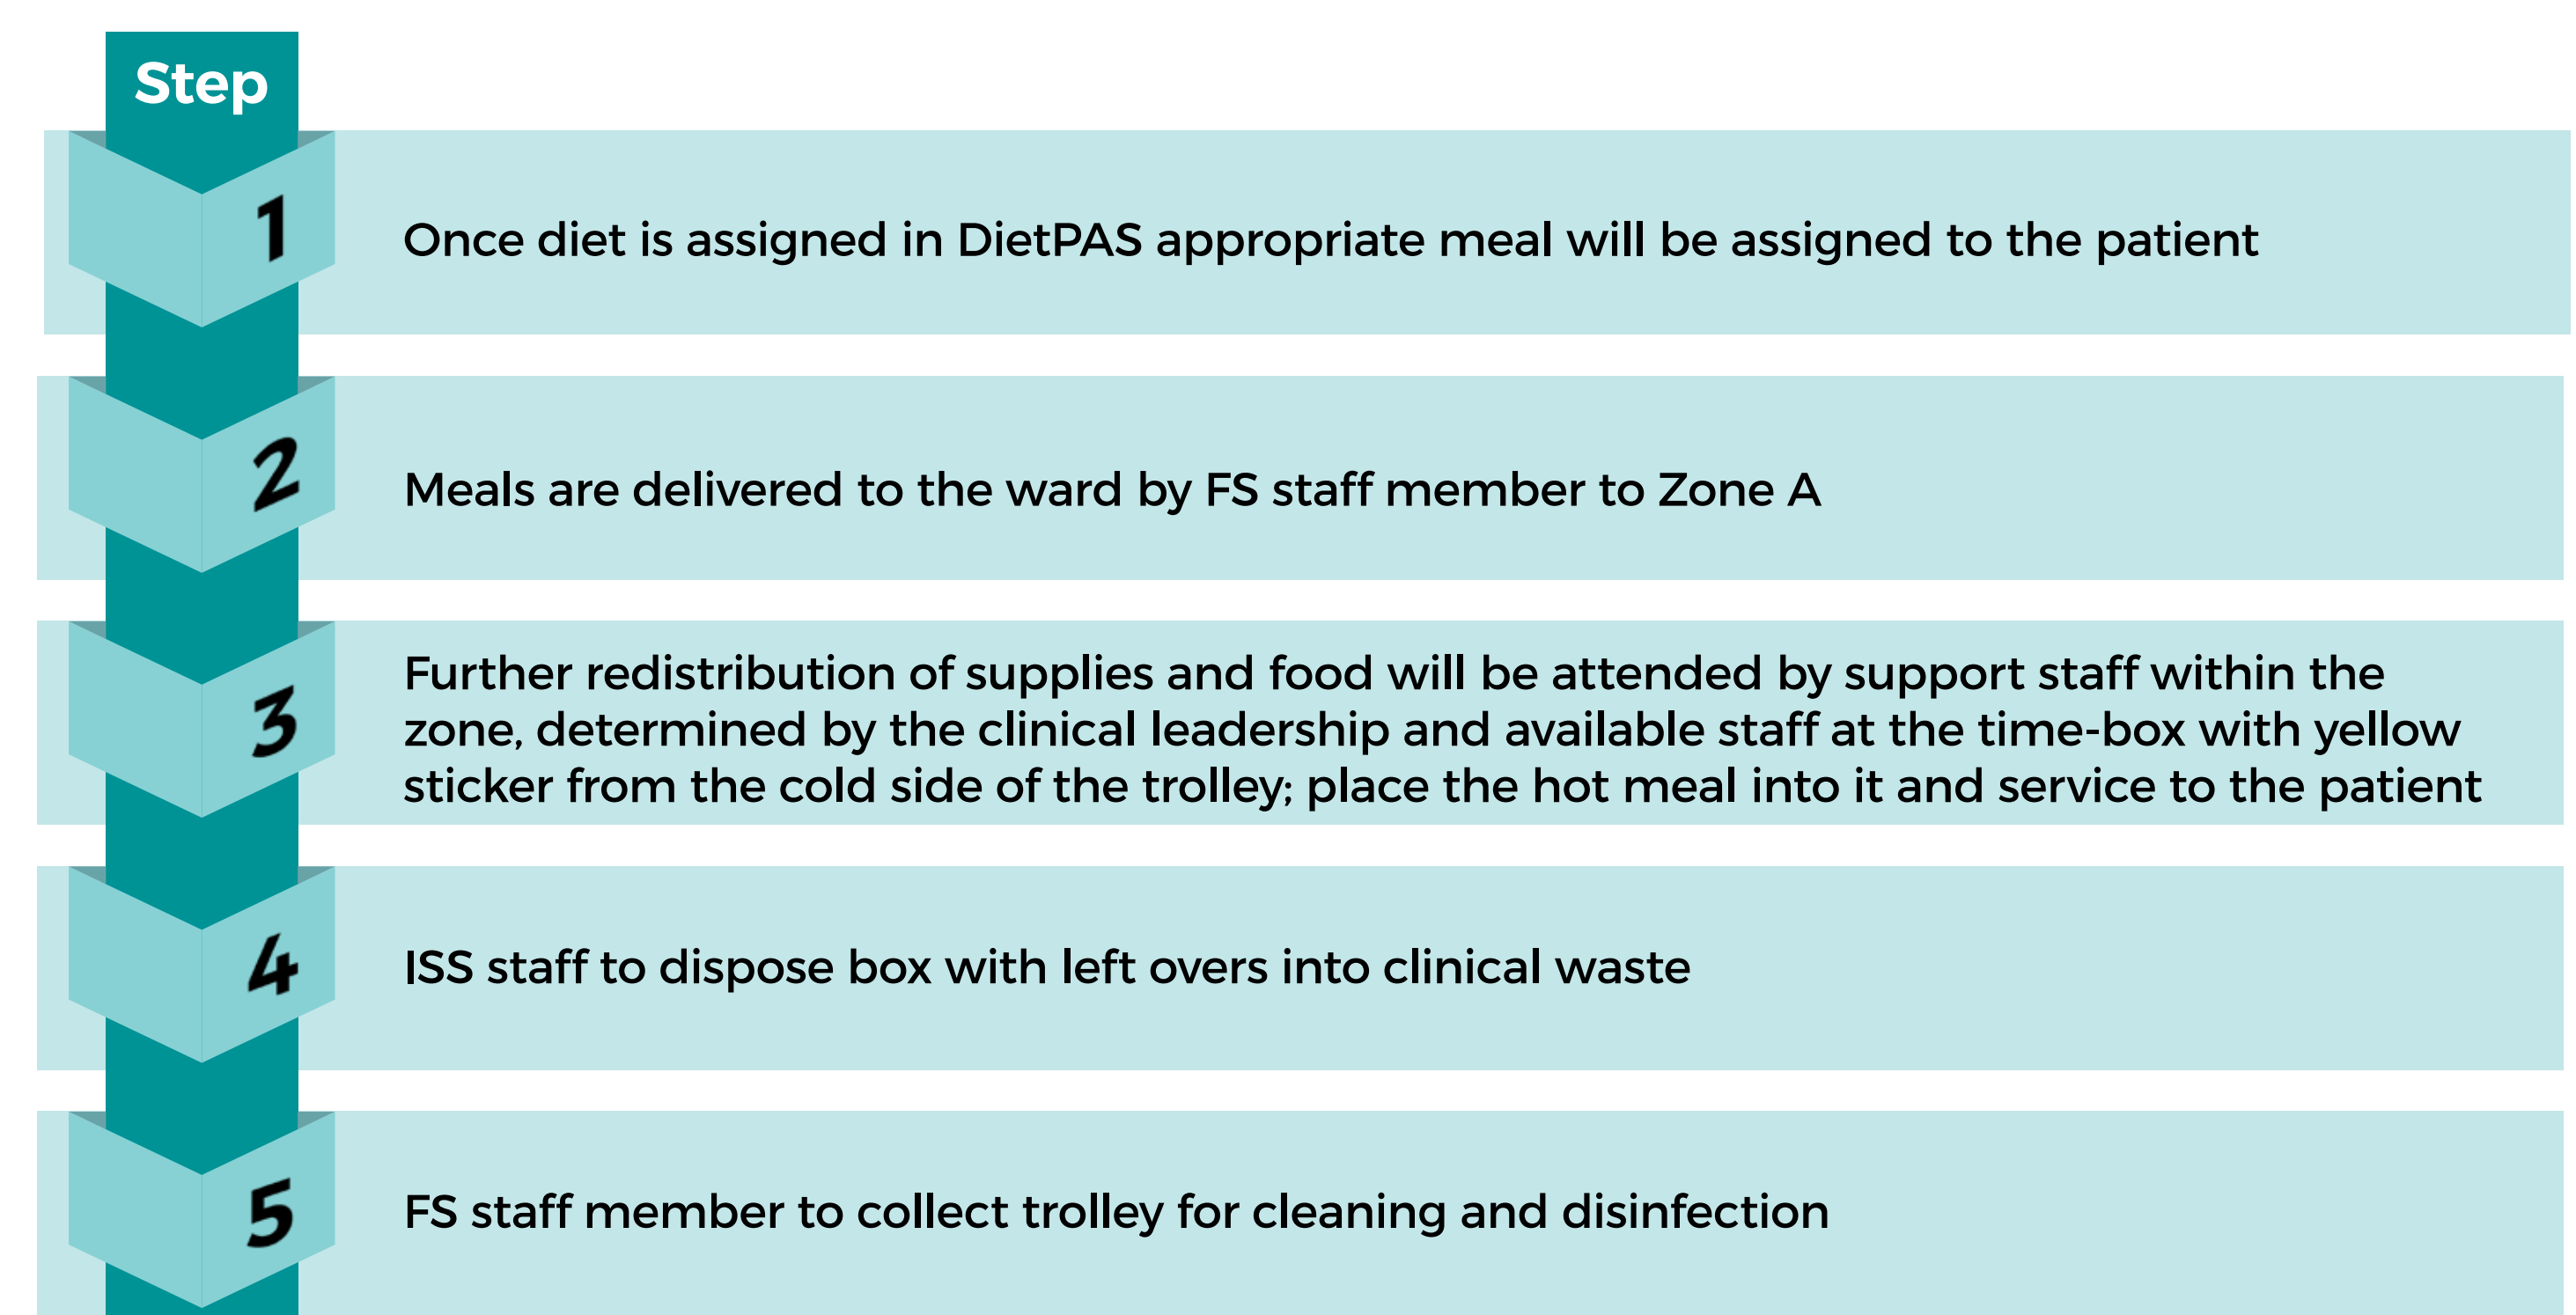 Step
1
Once diet is assigned in DietPAS appropriate meal will be assigned to the patient
2
Meals are delivered to the ward by FS staff member to Zone A
3
Further redistribution of supplies and food will be attended by support staff within the
zone, determined by the clinical leadership and available staff at the time-box with yellow
sticker from the cold side of the trolley; place the hot meal into it and service to the patient
4
ISS staff to dispose box with left overs into clinical waste
5
FS staff member to collect trolley for cleaning and disinfection